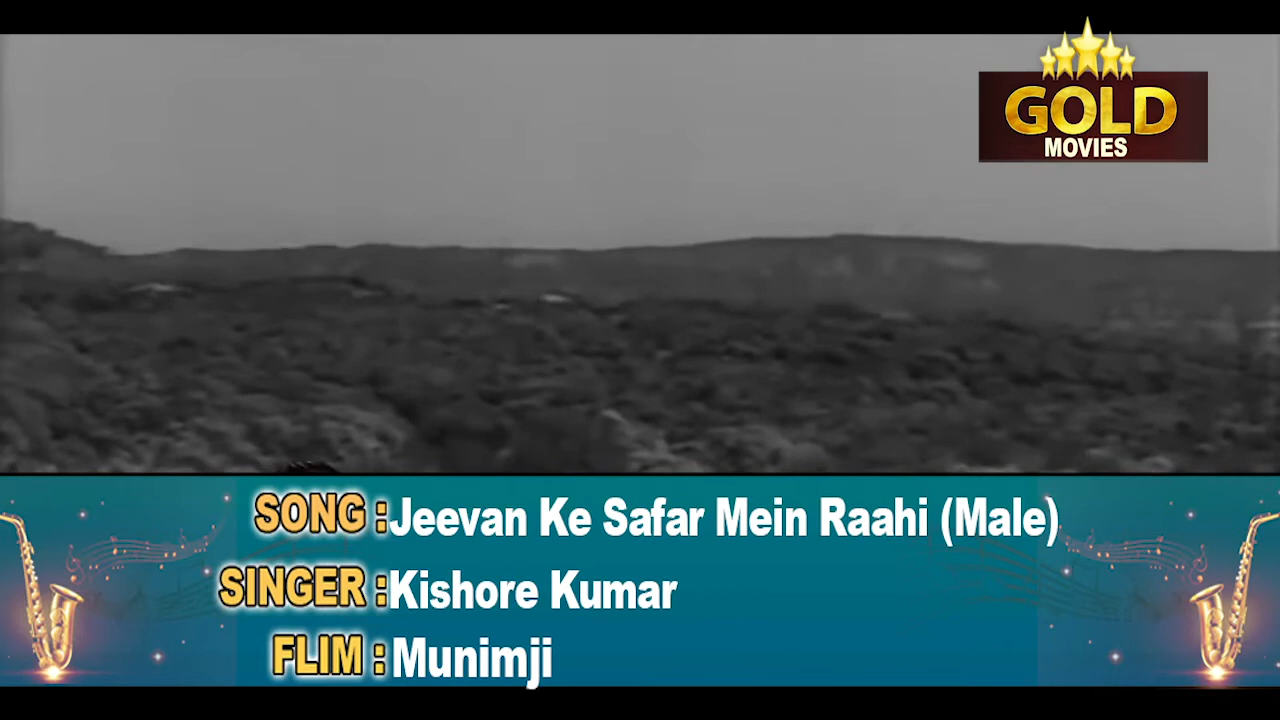 GOLD
MOVIES
SONG : Jeevan Ke Safar Mein Raahi (Male)
SINGER : Kishore Kumar
FLIM : Munimji